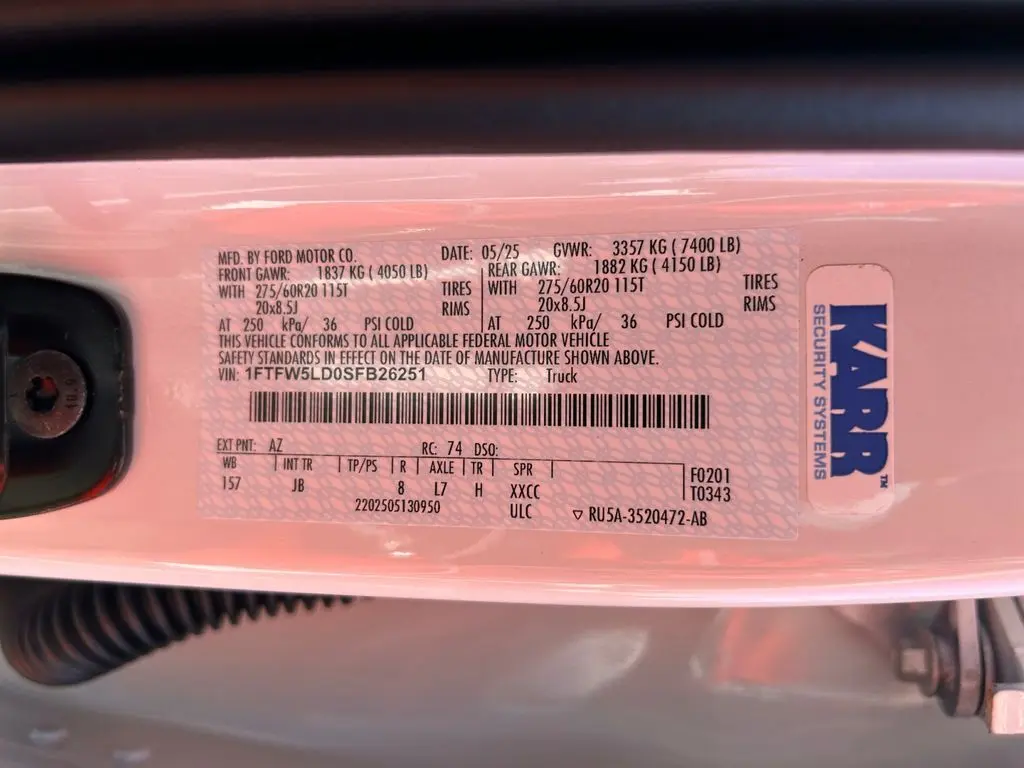 MFD. BY FORD MOTOR CO. DATE: 05/25 GVWR: 3357 KG ( 7400 LB)
FRONT GAWR: 1837 KG ( 4050 LB) REAR GAWR: 1882 KG ( 4150 LB)
WITH 275/60R20 115T TIRES WITH 275/60R20 115T TIRES
20x8.5J RIMS 20x8.5J RIMS
AT 250 kPa/ 36 PSI COLD AT 250 kPa/ 36 PSI COLD
THIS VEHICLE CONFORMS TO ALL APPLICABLE FEDERAL MOTOR VEHICLE
SAFETY STANDARDS IN EFFECT ON THE DATE OF MANUFACTURE SHOWN ABOVE.
VIN: 1FTFW5LD0SFB26251 TYPE: Truck
EXT PNT: AZ RC: 74 DSO:
WB INT TR TP/PS R AXLE TR SPR F0201
157 JB 8 L7 H XXCC T0343
2202505130950 ULC ▽ RU5A-3520472-AB
KARR™
SECURITY SYSTEMS